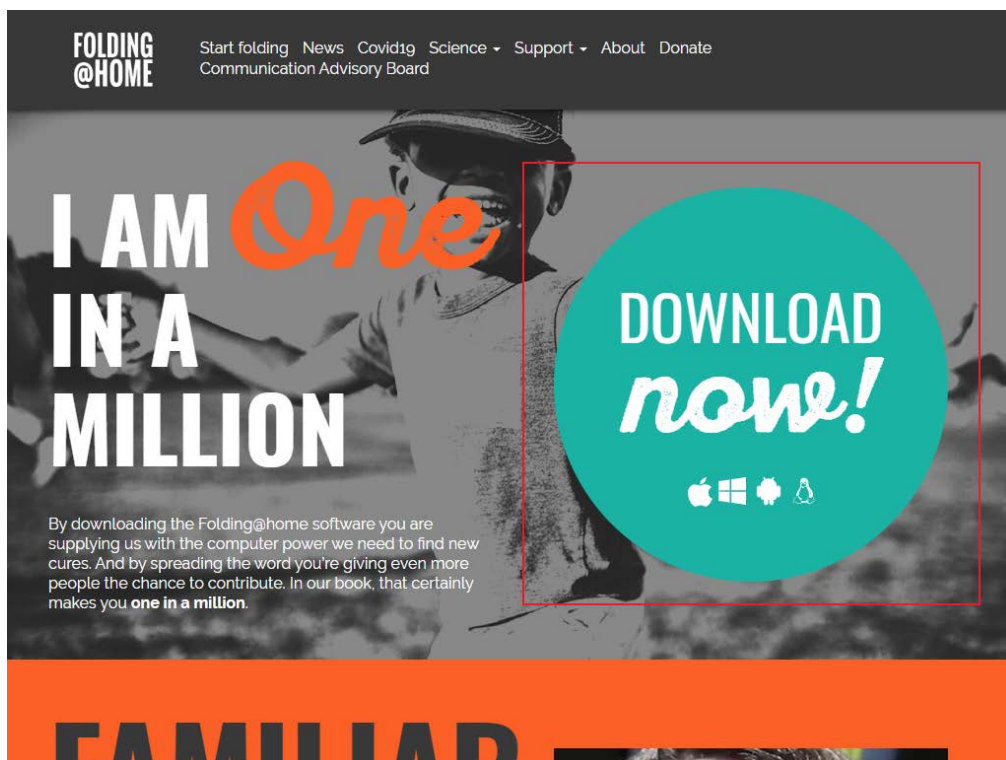 FOLDING
@HOME
Start folding News Covid19 Science Support About Donate
Communication Advisory Board
I AM One
IN A
MILLION
DOWNLOAD
now!
By downloading the Folding@home software you are
supplying us with the computer power we need to find new
cures. And by spreading the word you're giving even more
people the chance to contribute. In our book, that certainly
makes you one in a million.
FAMILIAR